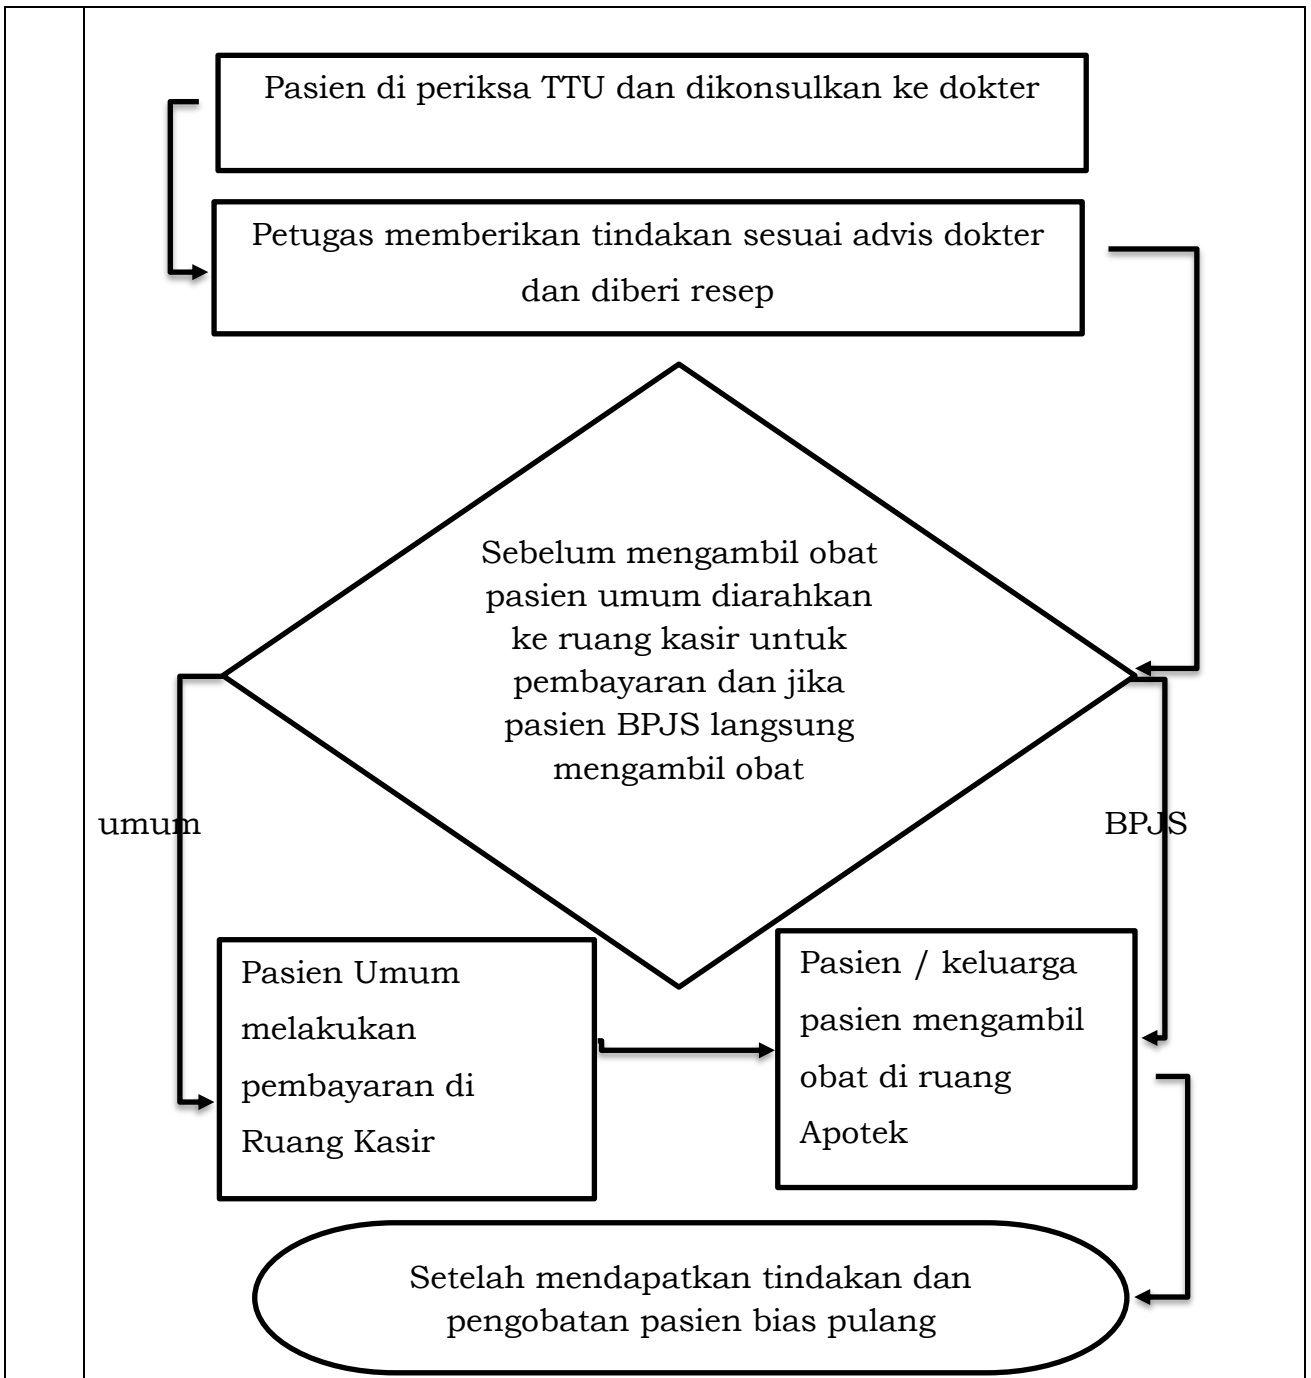 Pasien di periksa TTU dan dikonsulkan ke dokter
Petugas memberikan tindakan sesuai advis dokter
dan diberi resep
Sebelum mengambil obat
pasien umum diarahkan
ke ruang kasir untuk
pembayaran dan jika
pasien BPJS langsung
mengambil obat
umum
BPJS
Pasien Umum
melakukan
pembayaran di
Ruang Kasir
Pasien / keluarga
pasien mengambil
obat di ruang
Apotek
Setelah mendapatkan tindakan dan
pengobatan pasien bias pulang